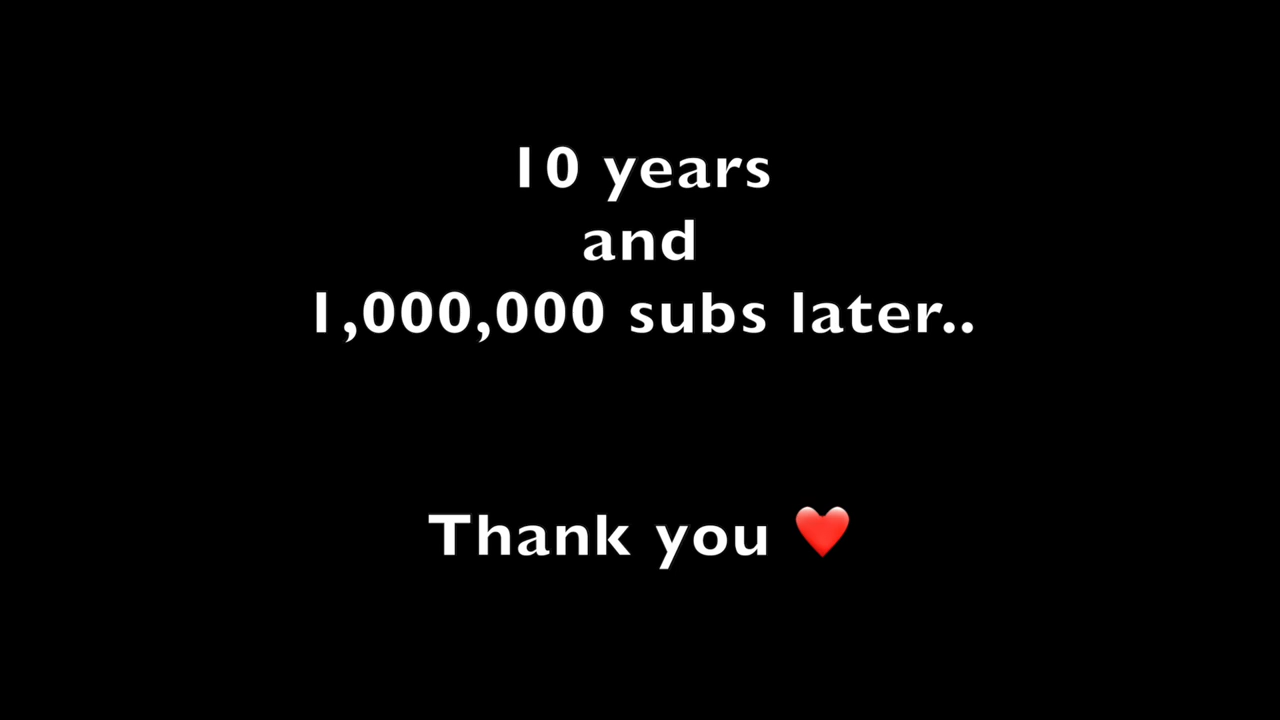 10 years
and
1,000,000 subs later..
Thank you ❤️